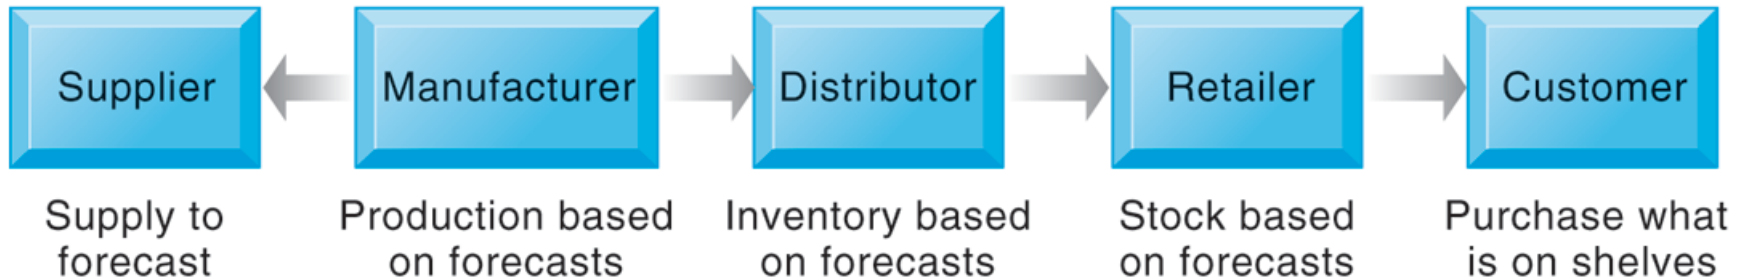 Supplier
Manufacturer
Distributor
Retailer
Customer
Supply to
forecast
Production based
on forecasts
Inventory based
on forecasts
Stock based
on forecasts
Purchase what
is on shelves